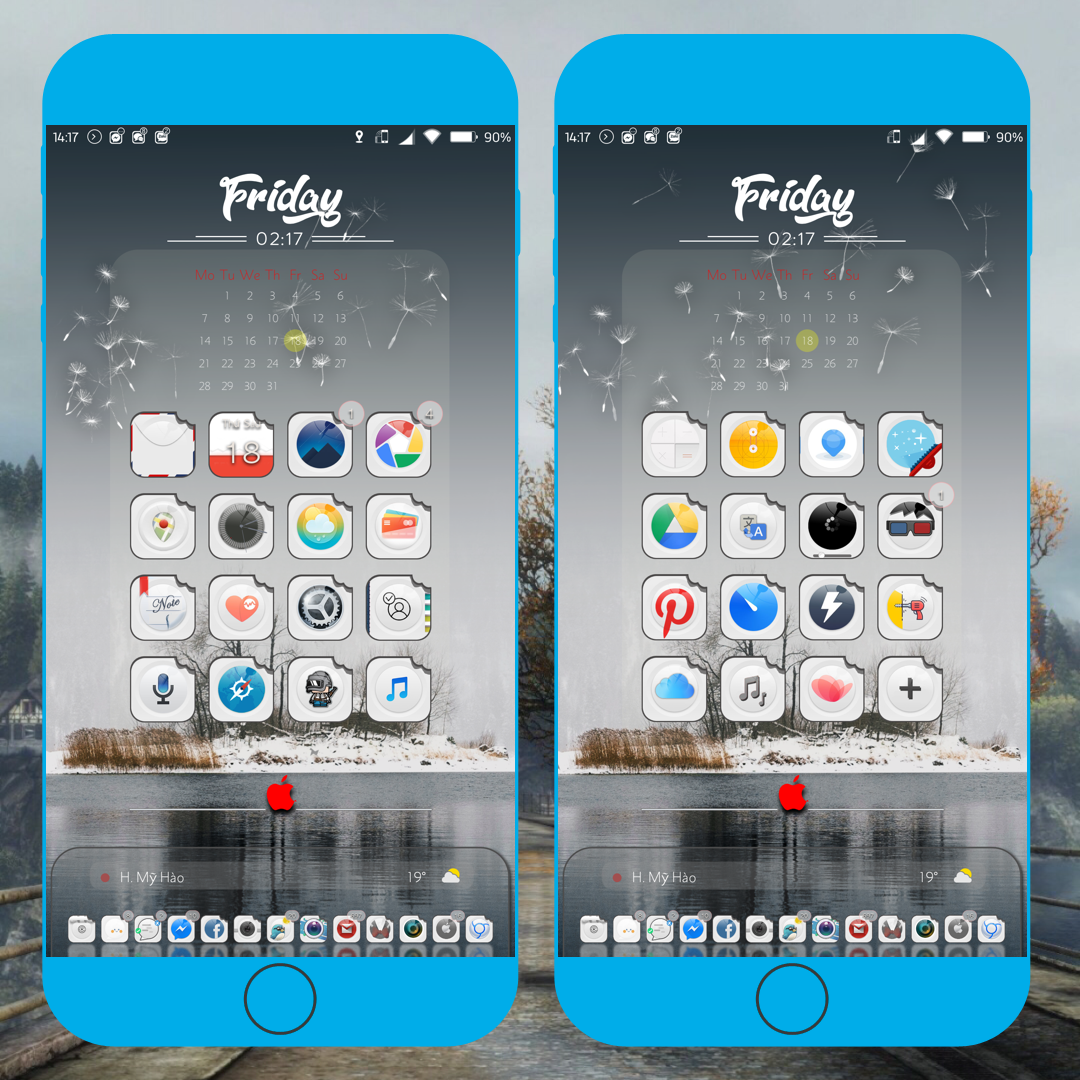 14:17 90%
Friday
02:17
Mo Tu We Th Fr Sa Su
1 2 3 4 5 6
7 8 9 10 11 12 13
14 15 16 17 18 19 20
21 22 23 24 25 26 27
28 29 30 31
1 4
Thứ Sáu
18
Note
H. Mỹ Hào 19°
14:17 90%
Friday
02:17
Mo Tu We Th Fr Sa Su
1 2 3 4 5 6
7 8 9 10 11 12 13
14 15 16 17 18 19 20
21 22 23 24 25 26 27
28 29 30 31
文A
1
H. Mỹ Hào 19°